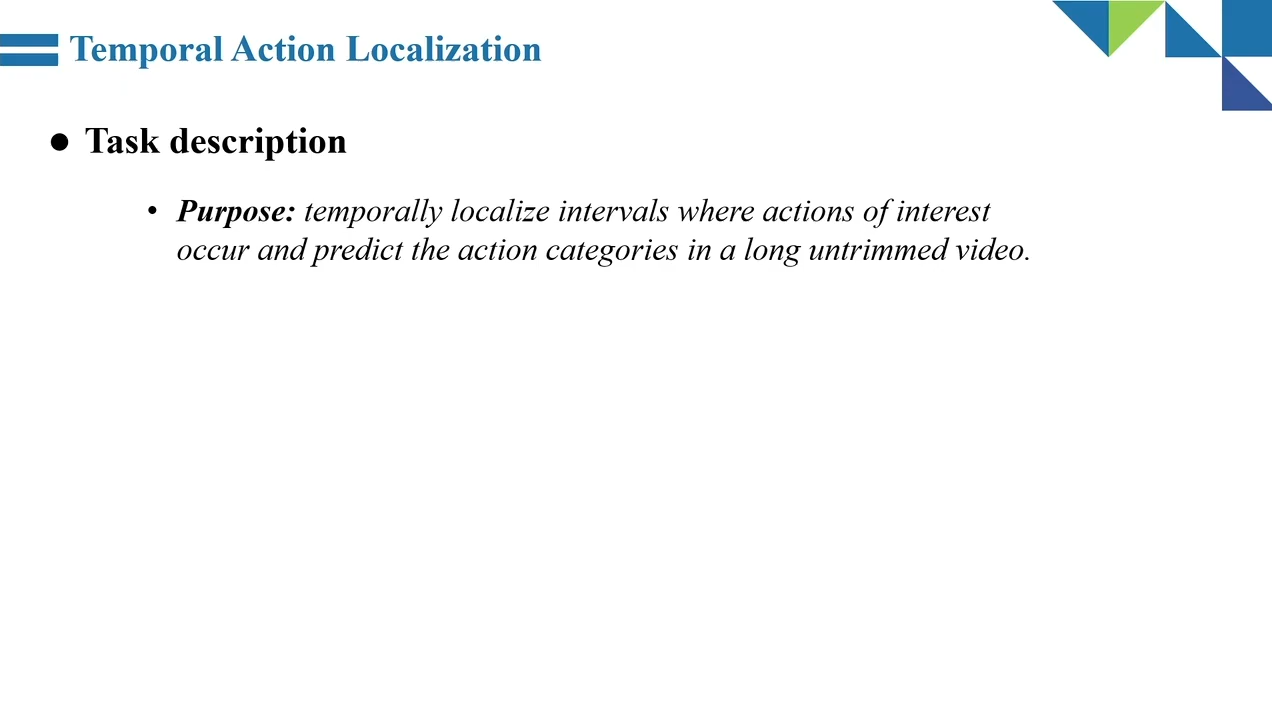 Temporal Action Localization
● Task description
• Purpose: temporally localize intervals where actions of interest
occur and predict the action categories in a long untrimmed video.